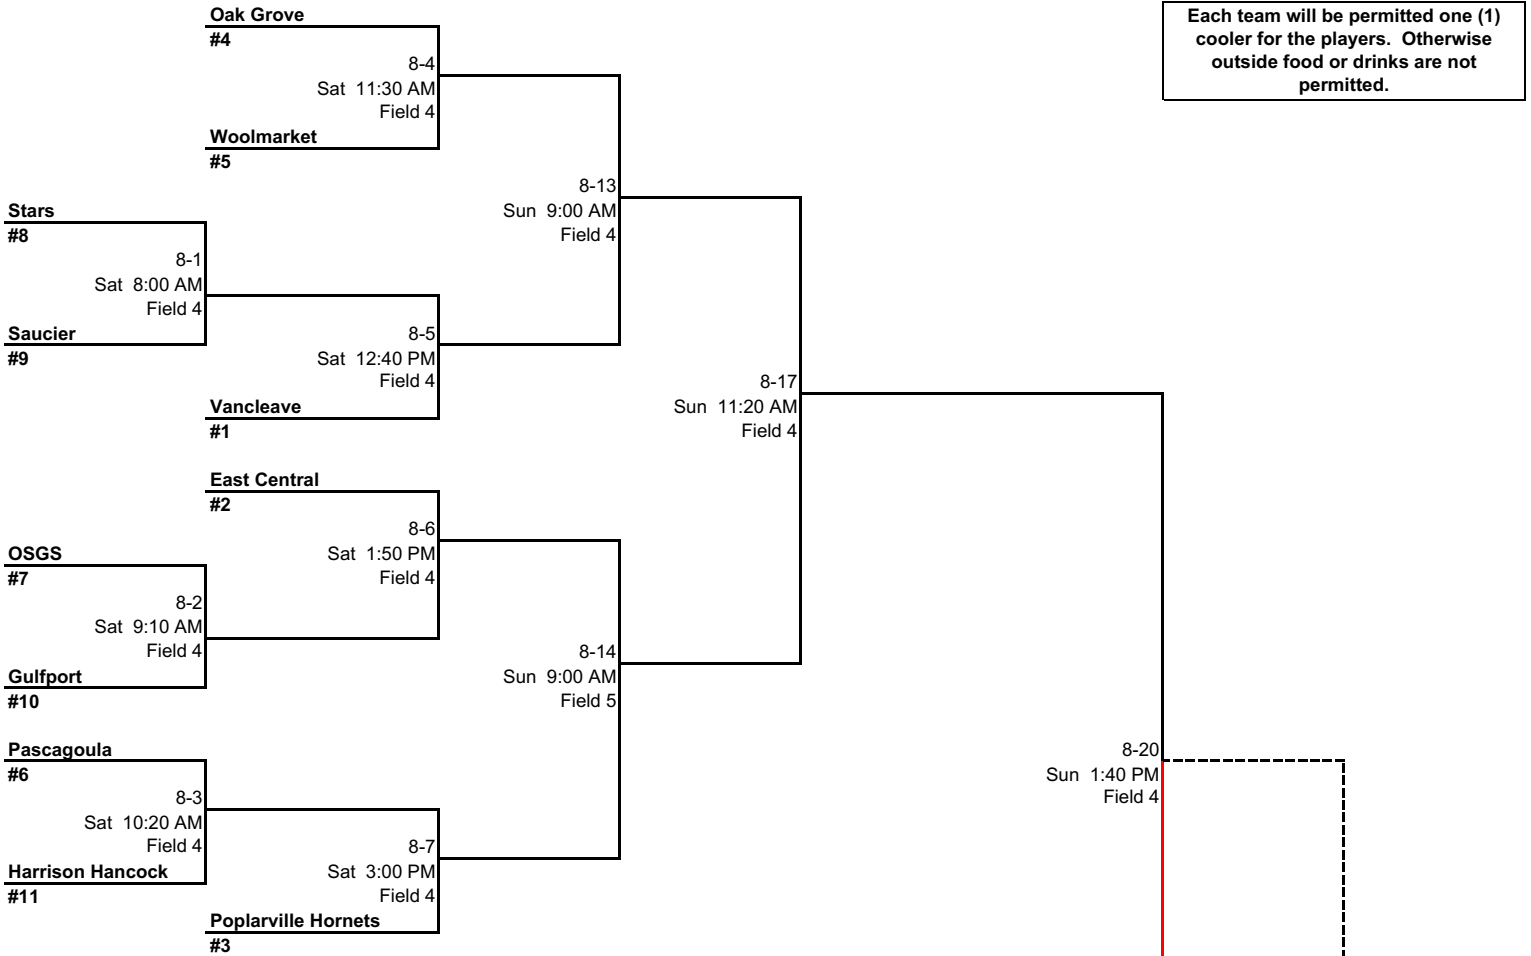 Oak Grove
#4
8-4
Sat  11:30 AM
Field 4
Woolmarket
#5
Each team will be permitted one (1)
cooler for the players.  Otherwise
outside food or drinks are not
permitted.
8-13
Sun  9:00 AM
Field 4
Stars
#8
8-1
Sat  8:00 AM
Field 4
Saucier
#9
8-5
Sat  12:40 PM
Field 4
Vancleave
#1
8-17
Sun  11:20 AM
Field 4
East Central
#2
8-6
Sat  1:50 PM
Field 4
OSGS
#7
8-2
Sat  9:10 AM
Field 4
Gulfport
#10
8-14
Sun  9:00 AM
Field 5
Pascagoula
#6
8-3
Sat  10:20 AM
Field 4
Harrison Hancock
#11
8-7
Sat  3:00 PM
Field 4
Poplarville Hornets
#3
8-20
Sun  1:40 PM
Field 4